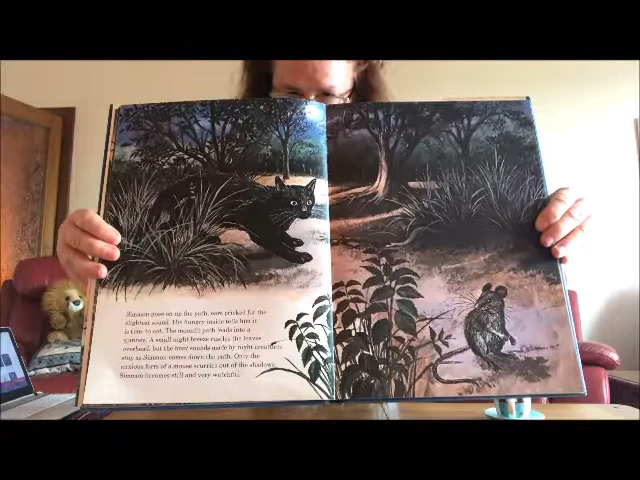 Simmon goes on up the path, ears pricked for the
slightest sound. His hungry inside tells him it
is time to eat. The moonlit path leads into a
spinney. A small night breeze rustles the leaves
overhead, but the busy sounds made by night creatures
stop as Simmon comes down the path. Only the
anxious form of a mouse scurries out of the shadows.
Simmon becomes still and very watchful.